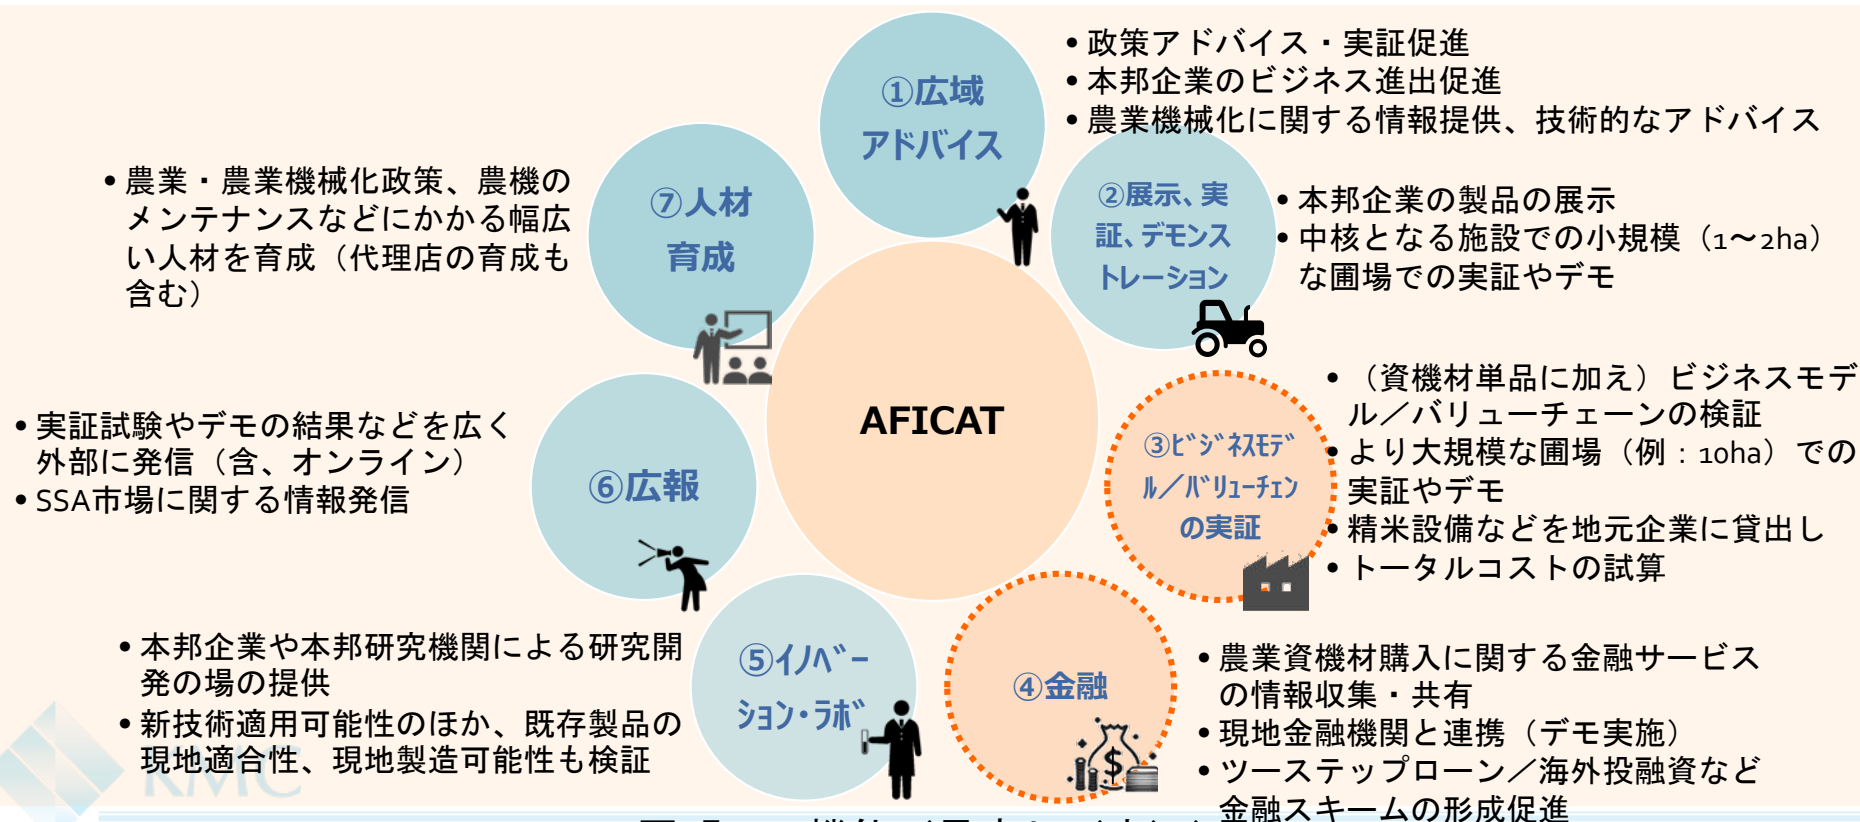 ①広域
アドバイス
• 政策アドバイス・実証促進
• 本邦企業のビジネス進出促進
• 農業機械化に関する情報提供、技術的なアドバイス
②展示、実
証、デモンス
トレーション
• 本邦企業の製品の展示
• 中核となる施設での小規模（1～2ha）
な圃場での実証やデモ
③ﾋﾞｼﾞﾈｽﾓﾃﾞ
ﾙ／ﾊﾞﾘｭｰﾁｪﾝ
の実証
• （資機材単品に加え）ビジネスモデ
ル／バリューチェーンの検証
• より大規模な圃場（例：10ha）での
実証やデモ
• 精米設備などを地元企業に貸出し
• トータルコストの試算
④金融
• 農業資機材購入に関する金融サービス
の情報収集・共有
• 現地金融機関と連携（デモ実施）
• ツーステップローン／海外投融資など
金融スキームの形成促進
⑤ｲﾉﾍﾞｰ
ｼｮﾝ・ﾗﾎﾞ
• 本邦企業や本邦研究機関による研究開
発の場の提供
• 新技術適用可能性のほか、既存製品の
現地適合性、現地製造可能性も検証
⑥広報
• 実証試験やデモの結果などを広く
外部に発信（含、オンライン）
• SSA市場に関する情報発信
⑦人材
育成
• 農業・農業機械化政策、農機の
メンテナンスなどにかかる幅広
い人材を育成（代理店の育成も
含む）
AFICAT
KMC